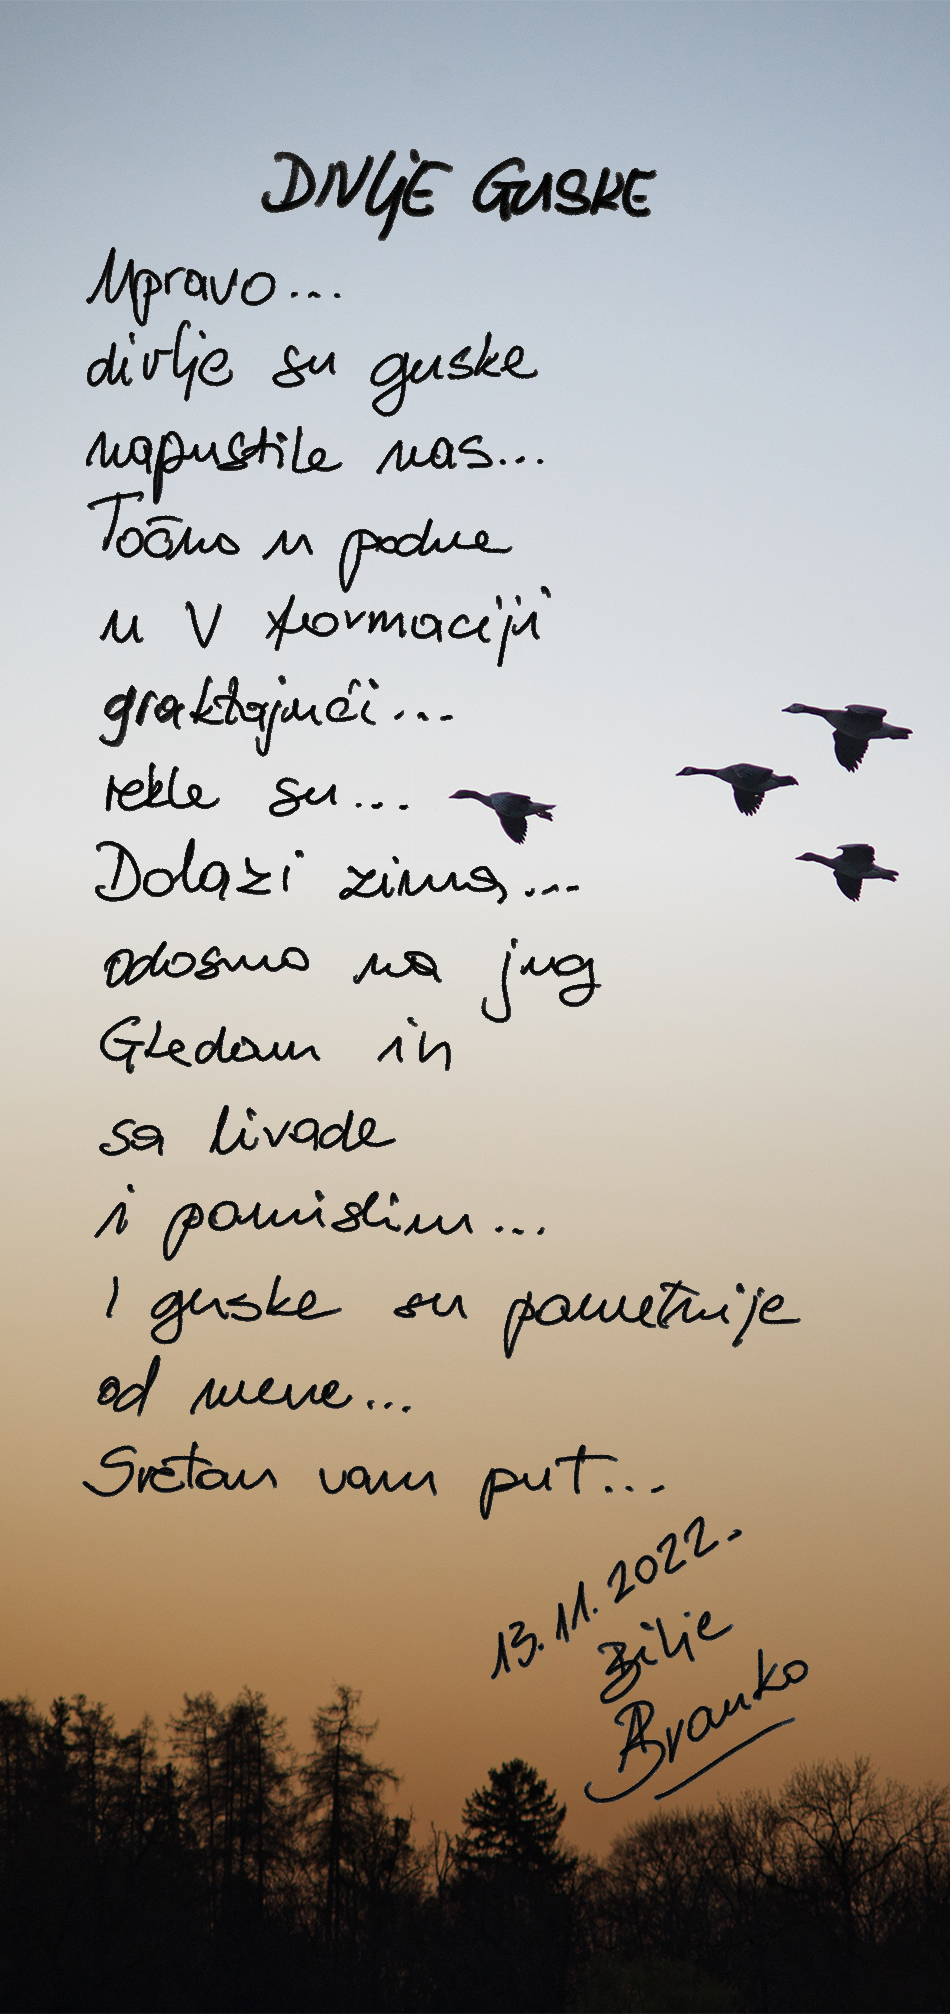 DIVLJE GUSKE
Upravo...
divlje su guske
napustile nas...
Točno u podne
u V formaciji
graktajući...
rekle su...
Dolazi zima...
odosmo na jug
Gledam ih
sa livade
i pomislim...
I guske su pametnije
od mene...
Sretan vam put...
13.11.2022.
Bilje
Branko